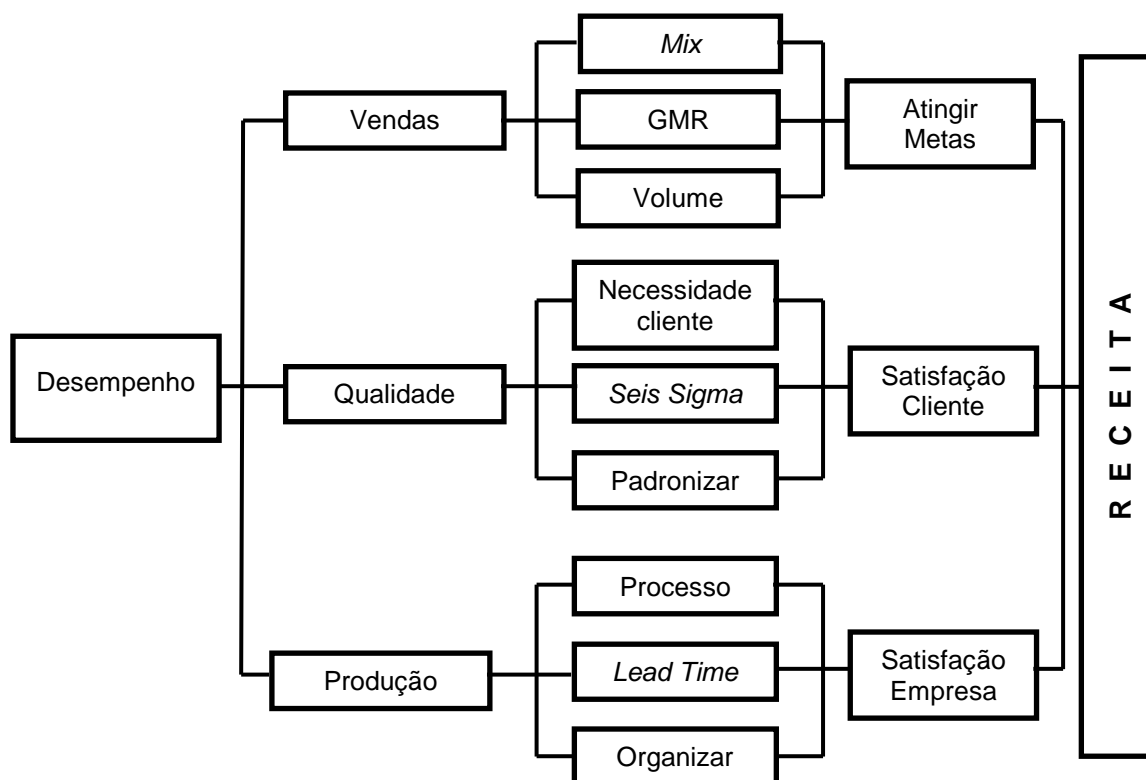 Mix
Vendas
GMR
Atingir
Metas
Volume
Necessidade
cliente
Desempenho
Qualidade
Seis Sigma
Satisfação
Cliente
Padronizar
Processo
Produção
Lead Time
Satisfação
Empresa
Organizar
RECEITA